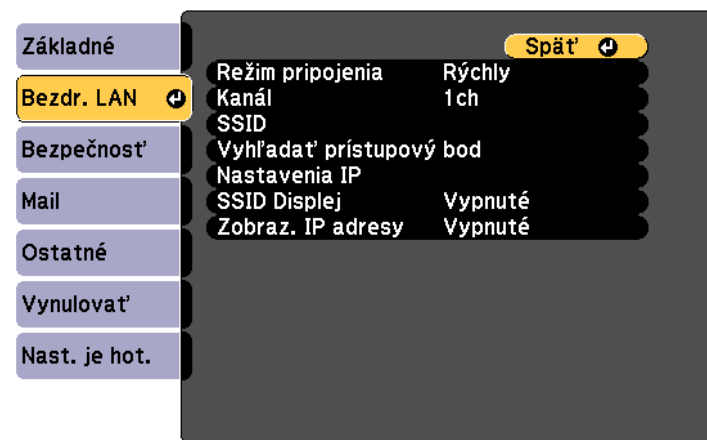 Základné
Bezdr. LAN
Bezpečnosť
Mail
Ostatné
Vynulovať
Nast. je hot.
Späť
Režim pripojenia Rýchly
Kanál 1ch
SSID
Vyhľadať prístupový bod
Nastavenia IP
SSID Displej Vypnuté
Zobraz. IP adresy Vypnuté